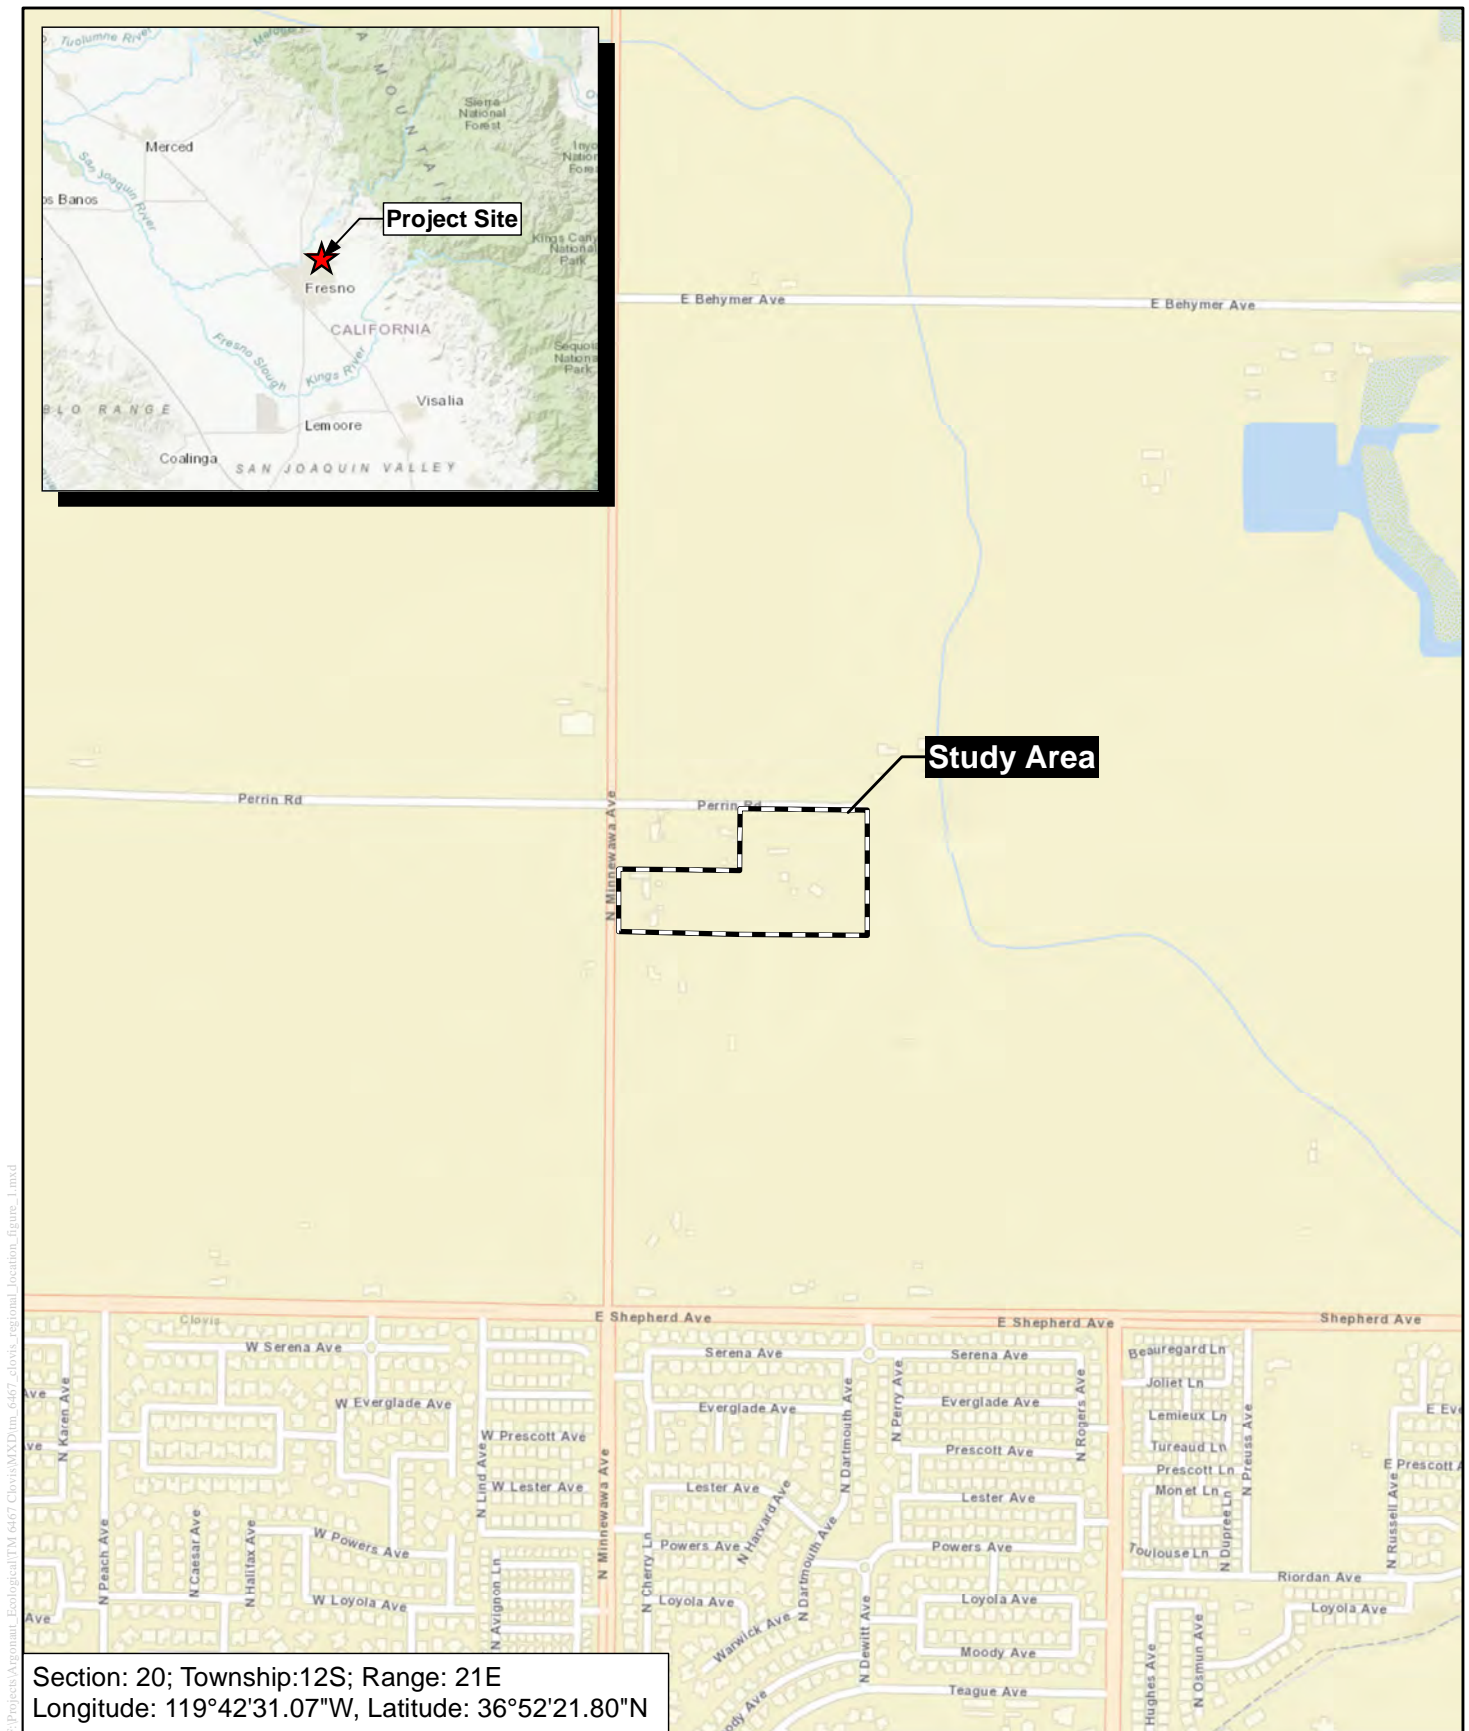 Tuolumne River
Sierra
National
Forest
Merced
San Joaquin River
os Banos
Project Site
Kings Cany
National
Park
Fresno
CALIFORNIA
Fresno Slough
Kings River
Sequoia
National
Park
BLO RANGE
Visalia
Lemoore
Coalinga
SAN JOAQUIN VALLEY
E Behymer Ave
E Behymer Ave
Study Area
Perrin Rd
Perrin Rd
N Minnewawa Ave
Clovis
E Shepherd Ave
E Shepherd Ave
Shepherd Ave
W Serena Ave
Serena Ave
Serena Ave
Beauregard Ln
Joliet Ln
Ave
N Karen Ave
W Everglade Ave
Everglade Ave
N Dartmouth Ave
N Perry Ave
Everglade Ave
N Rogers Ave
Lemieux Ln
N Preuss Ave
E Eve
W Prescott Ave
Prescott Ave
Tureaud Ln
ve
Prescott Ln
E Prescott A
N Lind Ave
W Lester Ave
N Minnewawa Ave
Lester Ave
N Harvard Ave
Lester Ave
Monet Ln
N Dupree Ln
N Russell Ave
N Peach Ave
N Caesar Ave
N Halifax Ave
W Powers Ave
Powers Ave
N Dartmouth Ave
Powers Ave
Toulouse Ln
Riordan Ave
W Loyola Ave
N Avignon Ln
N Cherry Ln
Loyola Ave
Loyola Ave
Loyola Ave
Ave
Warwick Ave
N Dewitt Ave
Moody Ave
Hughes Ave
N Osmun Ave
Teague Ave
ody Ave
Section: 20; Township:12S; Range: 21E
Longitude: 119°42'31.07"W, Latitude: 36°52'21.80"N